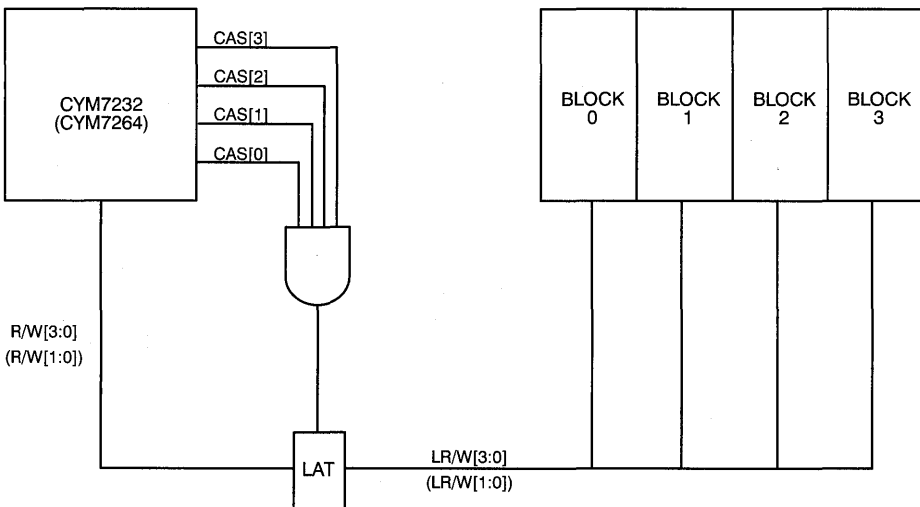 CAS[3]
CAS[2]
CAS[1]
CAS[0]
CYM7232
(CYM7264)
BLOCK
0
BLOCK
1
BLOCK
2
BLOCK
3
R/W[3:0]
(R/W[1:0])
LAT
LR/W[3:0]
(LR/W[1:0])